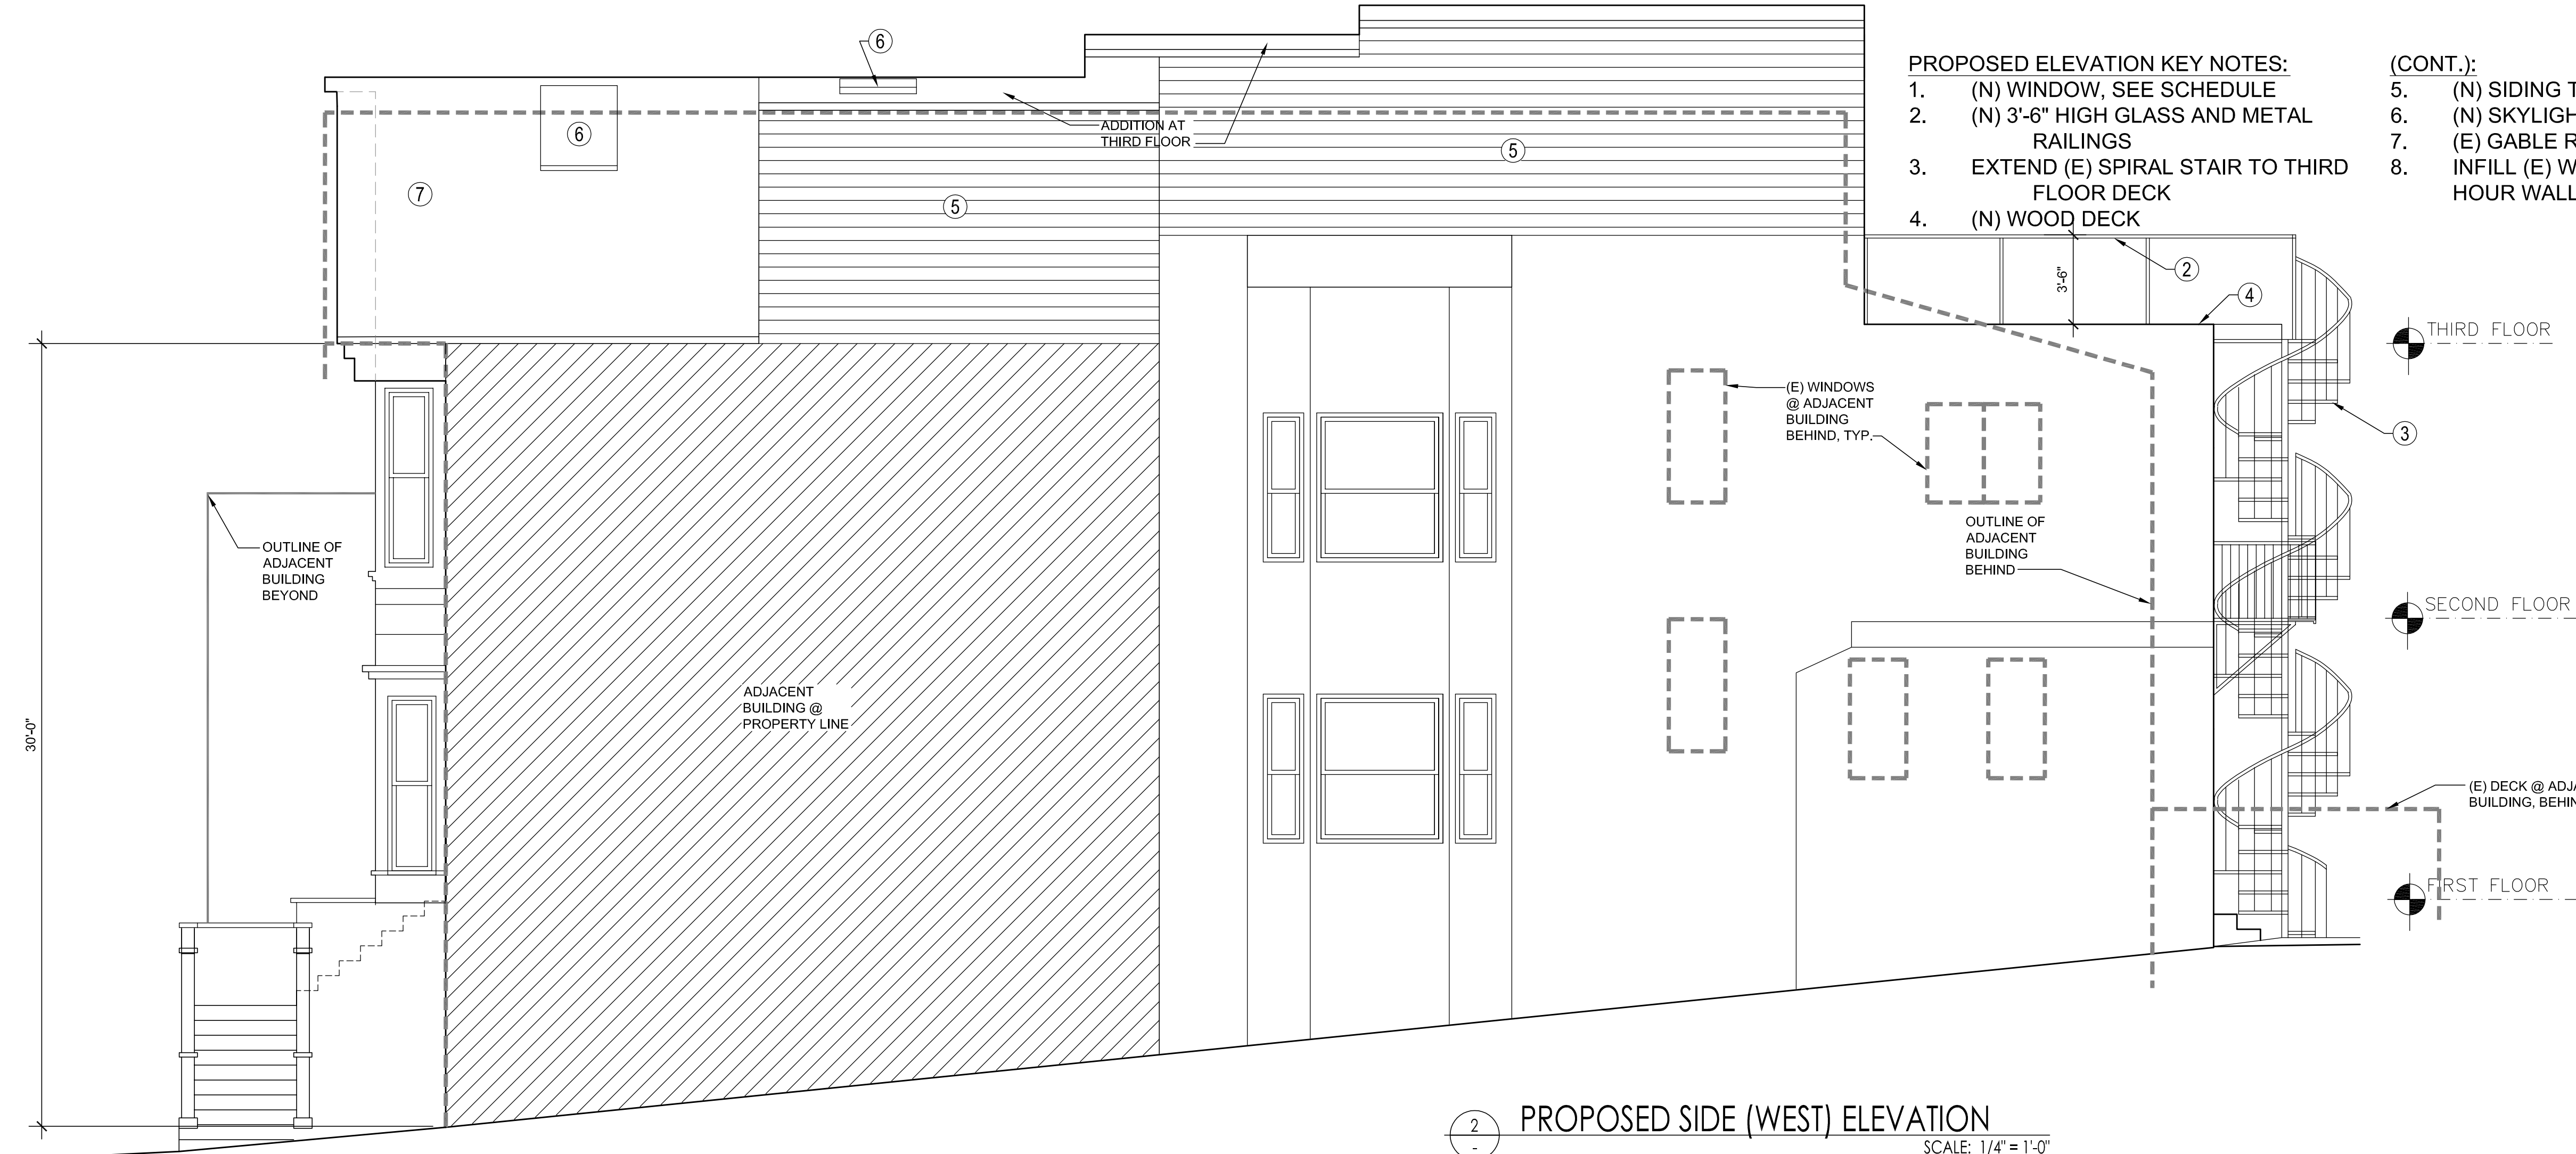 PROPOSED ELEVATION KEY NOTES:
1. (N) WINDOW, SEE SCHEDULE
2. (N) 3'-6" HIGH GLASS AND METAL
RAILINGS
3. EXTEND (E) SPIRAL STAIR TO THIRD
FLOOR DECK
4. (N) WOOD DECK
(CONT.):
5. (N) SIDING
6. (N)
7. (E) GABLE
8. INFILL (E)
HOUR WALL
6
6
7
5
5
ADDITION AT
THIRD FLOOR
2
3'-6"
4
3
THIRD FLOOR
(E) WINDOWS
@ ADJACENT
BUILDING
BEHIND, TYP.
OUTLINE OF
ADJACENT
BUILDING
BEHIND
OUTLINE OF
ADJACENT
BUILDING
BEYOND
SECOND FLOOR
ADJACENT
BUILDING @
PROPERTY LINE
30'-0"
(E) DECK @
BUILDING,
FIRST FLOOR
2
-
PROPOSED SIDE (WEST) ELEVATION
SCALE: 1/4" = 1'-0"